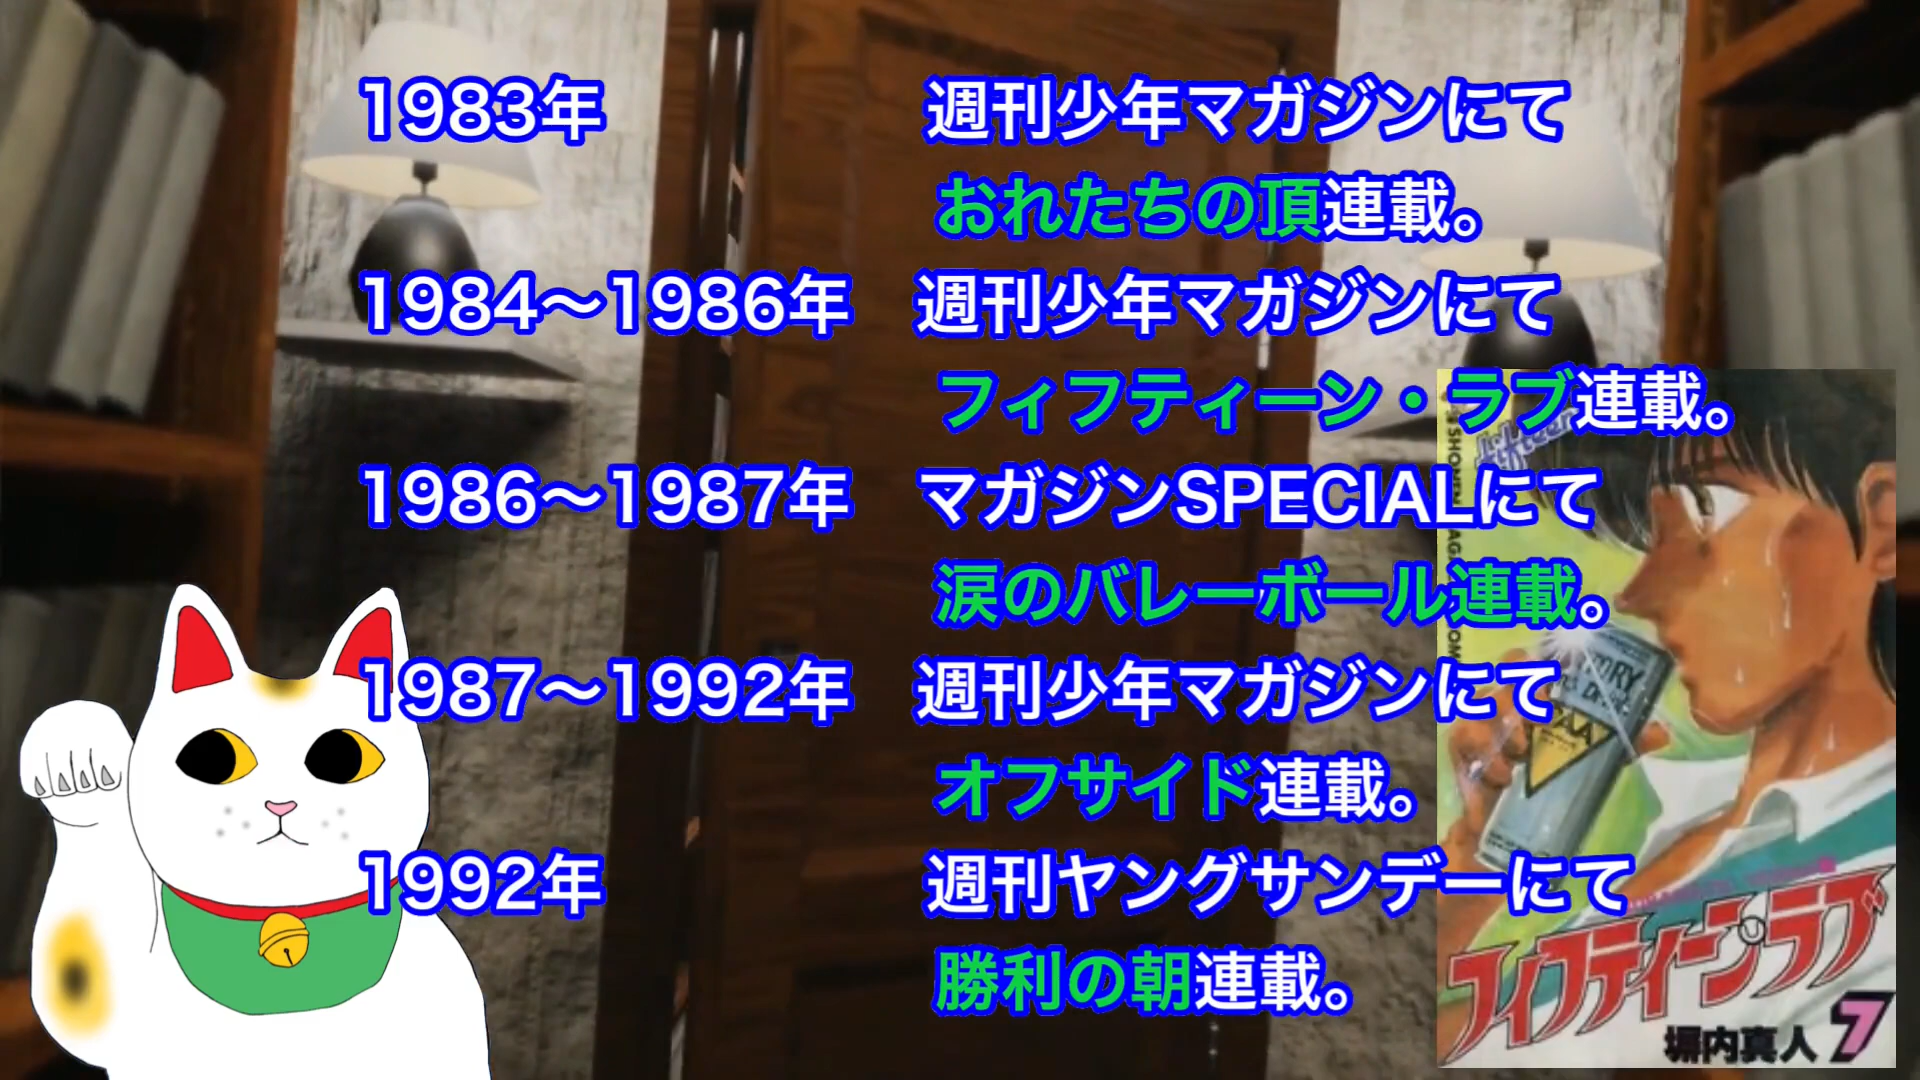 1983年 週刊少年マガジンにて
おれたちの頂連載。
1984〜1986年 週刊少年マガジンにて
フィフティーン・ラブ連載。
1986〜1987年 マガジンSPECIALにて
涙のバレーボール連載。
1987〜1992年 週刊少年マガジンにて
オフサイド連載。
1992年 週刊ヤングサンデーにて
勝利の朝連載。
フィフティーン・ラブ
塀内真人 7